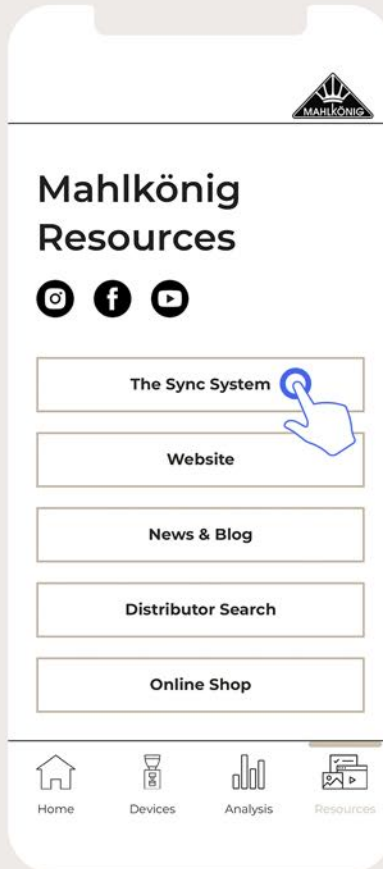 MAHLKÖNIG
Mahlkönig
Resources
The Sync System
Website
News & Blog
Distributor Search
Online Shop
Home
Devices
Analysis
Resources